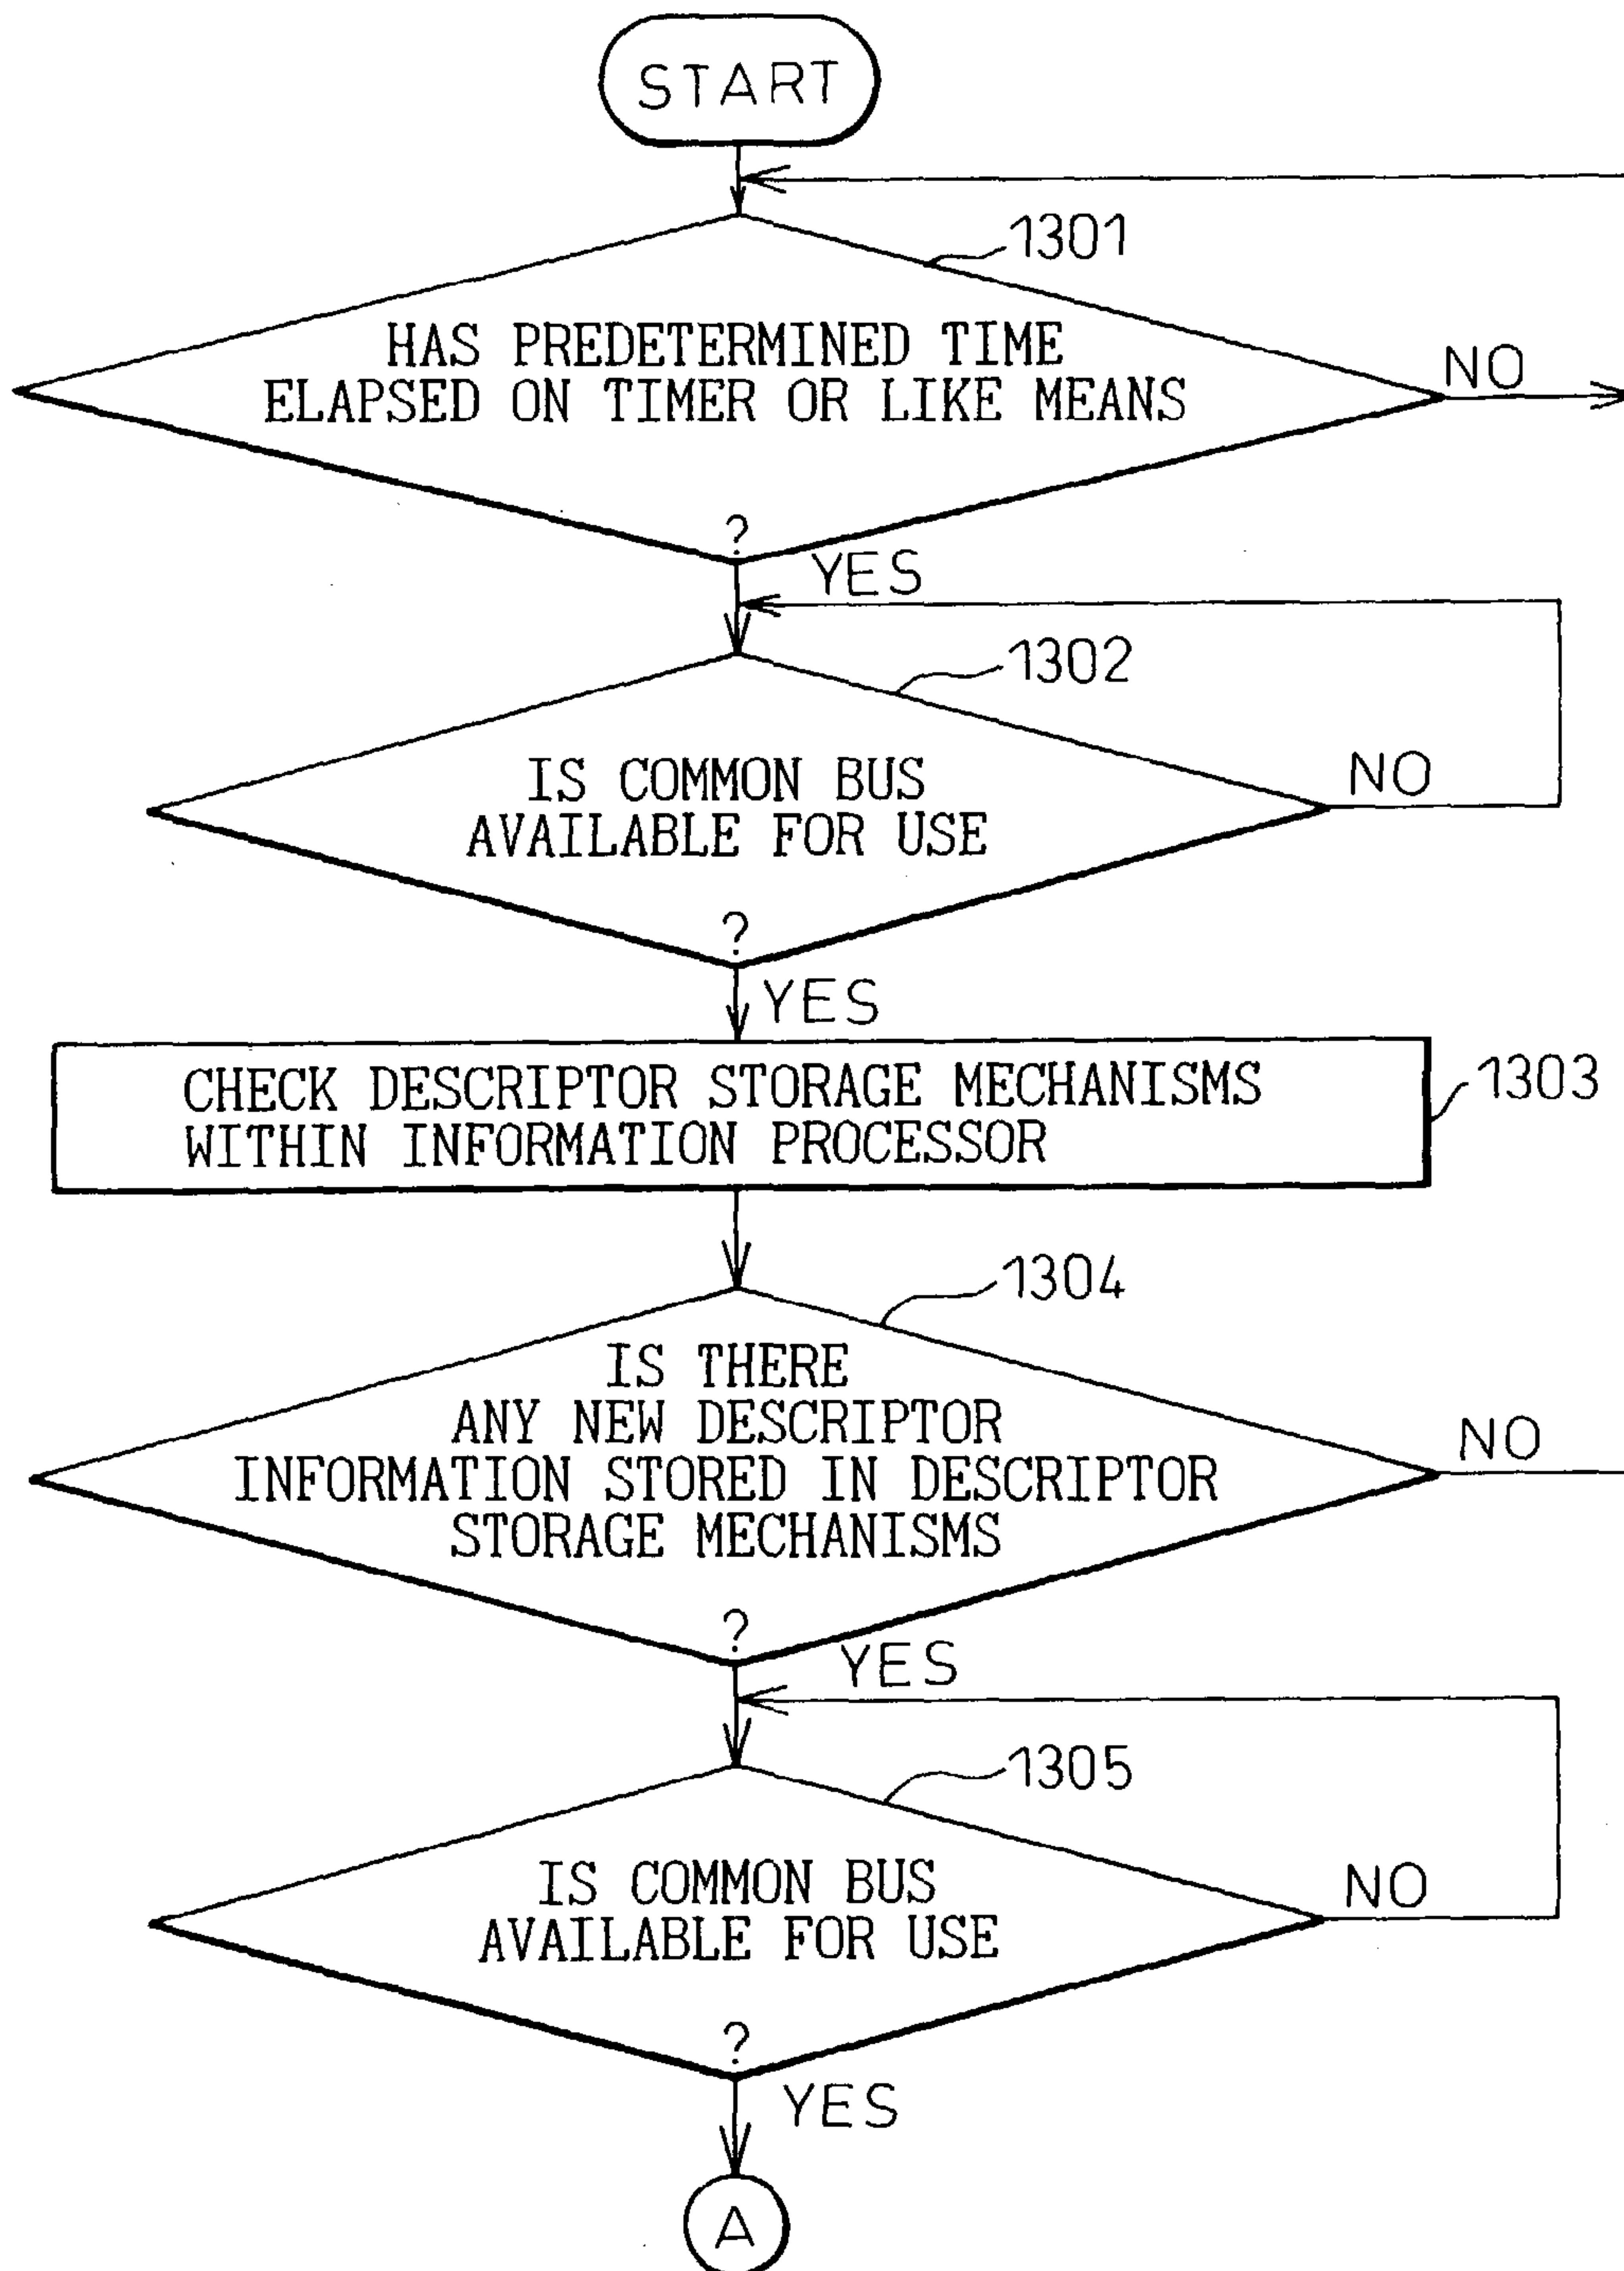 START
1301
HAS PREDETERMINED TIME
ELAPSED ON TIMER OR LIKE MEANS
?
NO
YES
1302
IS COMMON BUS
AVAILABLE FOR USE
?
NO
YES
CHECK DESCRIPTOR STORAGE MECHANISMS
WITHIN INFORMATION PROCESSOR
1303
1304
IS THERE
ANY NEW DESCRIPTOR
INFORMATION STORED IN DESCRIPTOR
STORAGE MECHANISMS
?
NO
YES
1305
IS COMMON BUS
AVAILABLE FOR USE
?
NO
YES
A